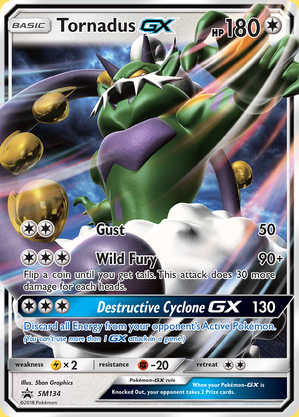 BASIC Tornadus GX HP 180
Gust 50
Wild Fury 90+
Flip a coin until you get tails. This attack does 30 more
damage for each heads.
Destructive Cyclone GX 130
Discard all Energy from your opponent's Active Pokémon.
(You can't use more than 1 GX attack in a game.)
weakness ×2 resistance -20 retreat
Illus. 5ban Graphics
Pokémon-GX rule
When your Pokémon-GX is
Knocked Out, your opponent takes 2 Prize cards.
SM134
©2018 Pokémon